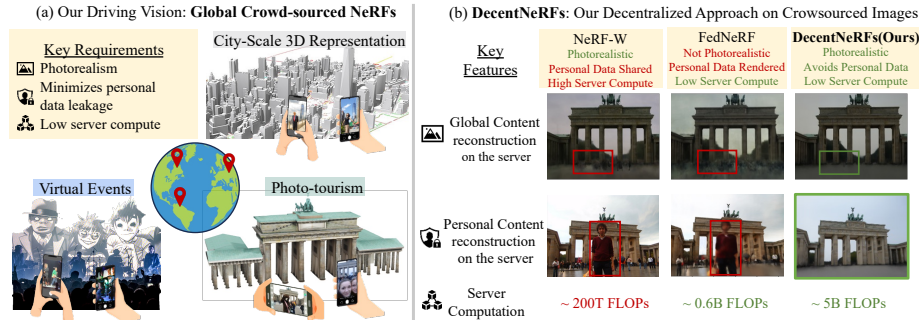 (a) Our Driving Vision: Global Crowd-sourced NeRFs
Key Requirements
Photorealism
Minimizes personal
data leakage
Low server compute
City-Scale 3D Representation
Virtual Events
Photo-tourism
(b) DecentNeRFs: Our Decentralized Approach on Crowsourced Images
Key
Features
NeRF-W
Photorealistic
Personal Data Shared
High Server Compute
FedNeRF
Not Photorealistic
Personal Data Rendered
Low Server Compute
DecentNeRFs(Ours)
Photorealistic
Avoids Personal Data
Low Server Compute
Global Content
reconstruction
on the server
Personal Content
reconstruction
on the server
Server
Computation
~ 200T FLOPs
~ 0.6B FLOPs
~ 5B FLOPs